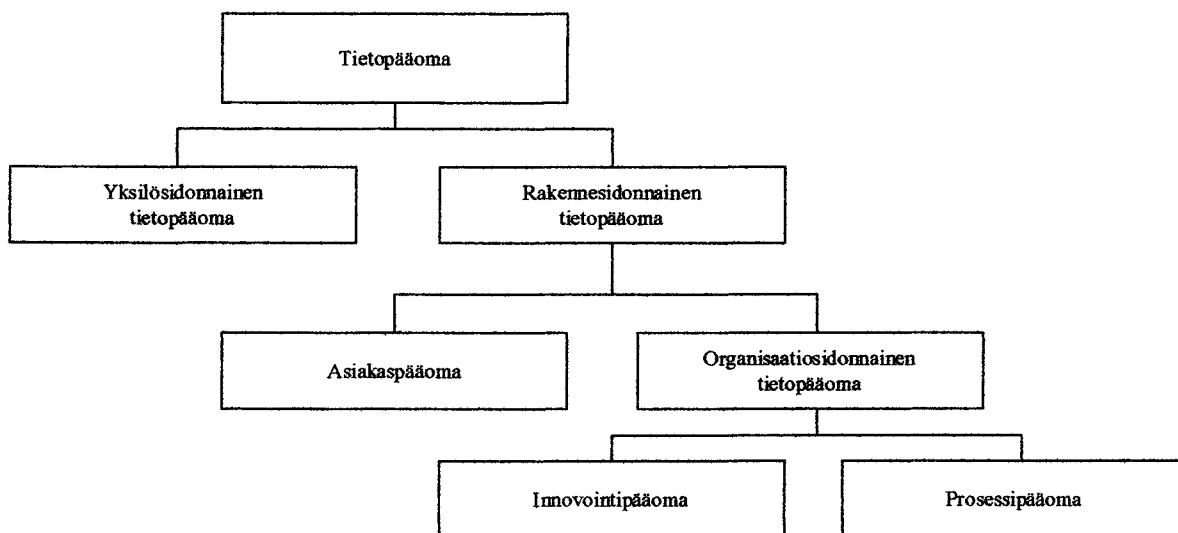 Tietopääoma
Yksilösidonnainen
tietopääoma
Rakennesidonnainen
tietopääoma
Asiakaspääoma
Organisaatiosidonnainen
tietopääoma
Innovointipääoma
Prosessipääoma